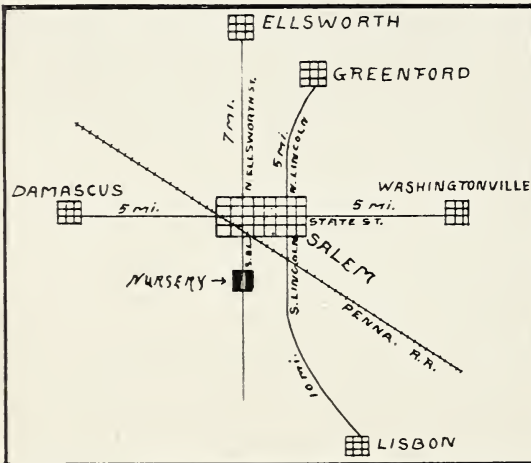 ELLSWORTH
GREENFORD
7 MI.
N. ELLSWORTH ST.
5 MI.
N. LINCOLN
DAMASCUS
5 MI.
WASHINGTONVILLE
5 MI.
STATE ST.
SALEM
NURSERY →
S. LINCOLN
PENNA. R.R.
10 MI.
LISBON